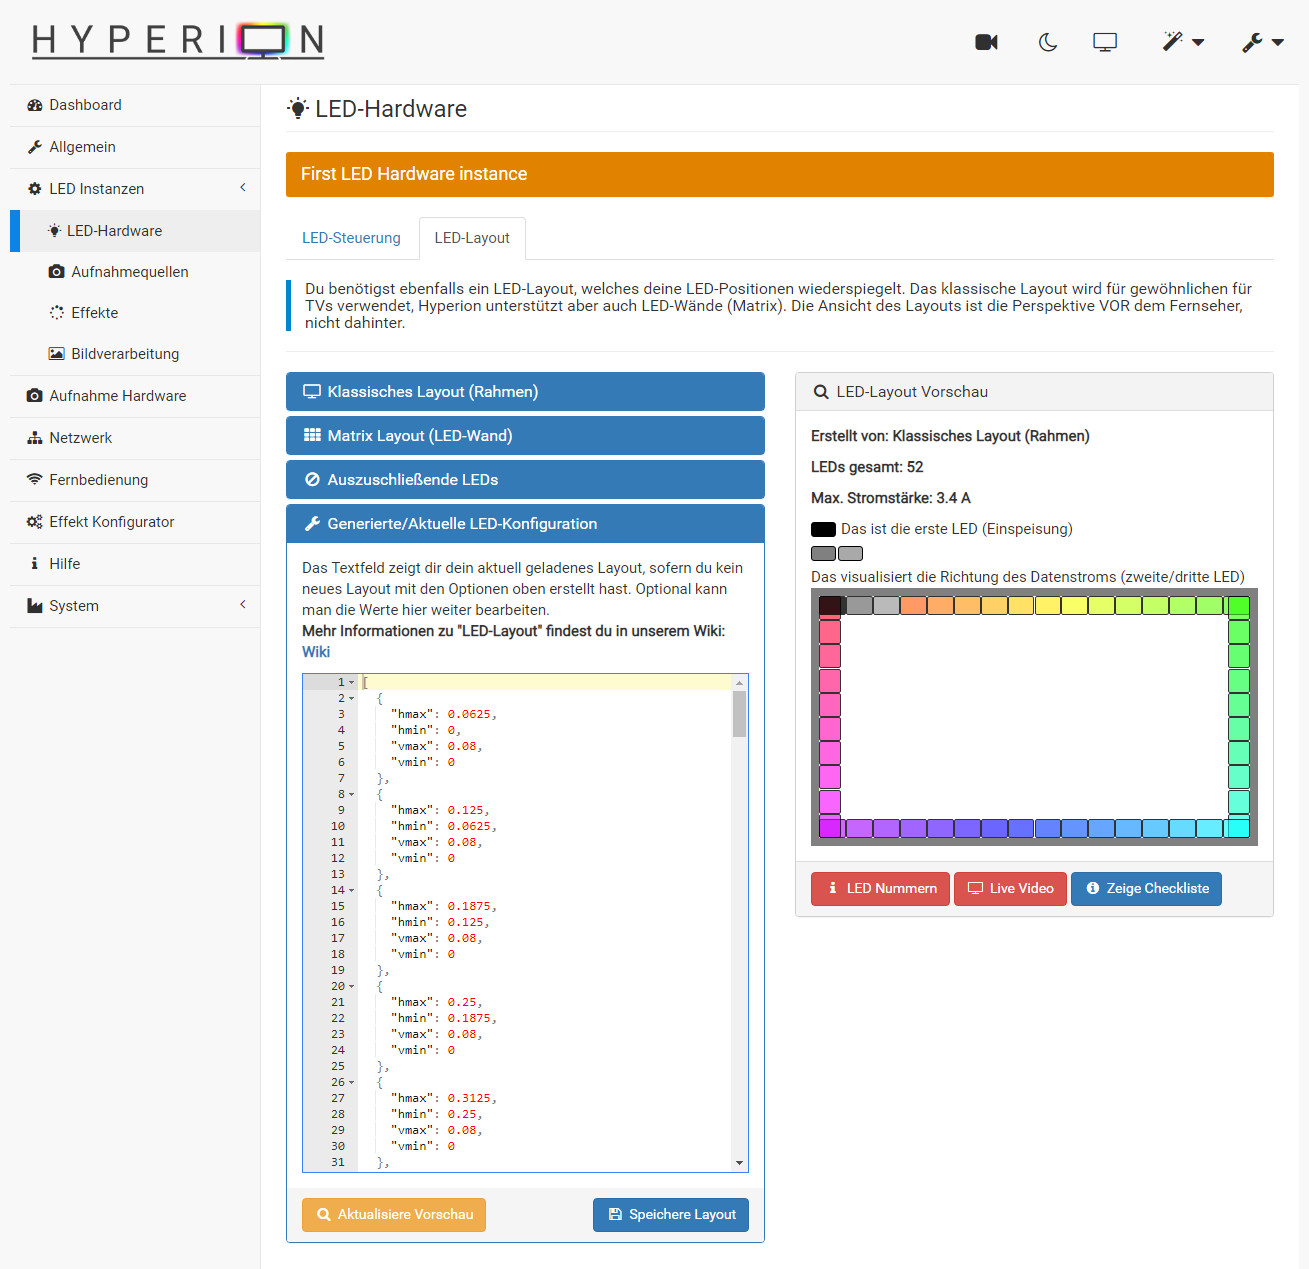 HYPERION
Dashboard
Allgemein
LED Instanzen
LED-Hardware
Aufnahmequellen
Effekte
Bildverarbeitung
Aufnahme Hardware
Netzwerk
Fernbedienung
Effekt Konfigurator
Hilfe
System
LED-Hardware
First LED Hardware instance
LED-Steuerung
LED-Layout
Du benötigst ebenfalls ein LED-Layout, welches deine LED-Positionen wiederspiegelt. Das klassische Layout wird für gewöhnlichen für
TVs verwendet, Hyperion unterstützt aber auch LED-Wände (Matrix). Die Ansicht des Layouts ist die Perspektive VOR dem Fernseher,
nicht dahinter.
Klassisches Layout (Rahmen)
Matrix Layout (LED-Wand)
Auszuschließende LEDs
Generierte/Aktuelle LED-Konfiguration
Das Textfeld zeigt dir dein aktuell geladenes Layout, sofern du kein
neues Layout mit den Optionen oben erstellt hast. Optional kann
man die Werte hier weiter bearbeiten.
Mehr Informationen zu "LED-Layout" findest du in unserem Wiki:
Wiki
1 [
2 {
3 "hmax": 0.0625,
4 "hmin": 0,
5 "vmax": 0.08,
6 "vmin": 0
7 },
8 {
9 "hmax": 0.125,
10 "hmin": 0.0625,
11 "vmax": 0.08,
12 "vmin": 0
13 },
14 {
15 "hmax": 0.1875,
16 "hmin": 0.125,
17 "vmax": 0.08,
18 "vmin": 0
19 },
20 {
21 "hmax": 0.25,
22 "hmin": 0.1875,
23 "vmax": 0.08,
24 "vmin": 0
25 },
26 {
27 "hmax": 0.3125,
28 "hmin": 0.25,
29 "vmax": 0.08,
30 "vmin": 0
31 },
Aktualisiere Vorschau
Speichere Layout
LED-Layout Vorschau
Erstellt von: Klassisches Layout (Rahmen)
LEDs gesamt: 52
Max. Stromstärke: 3.4 A
Das ist die erste LED (Einspeisung)
Das visualisiert die Richtung des Datenstroms (zweite/dritte LED)
LED Nummern
Live Video
Zeige Checkliste